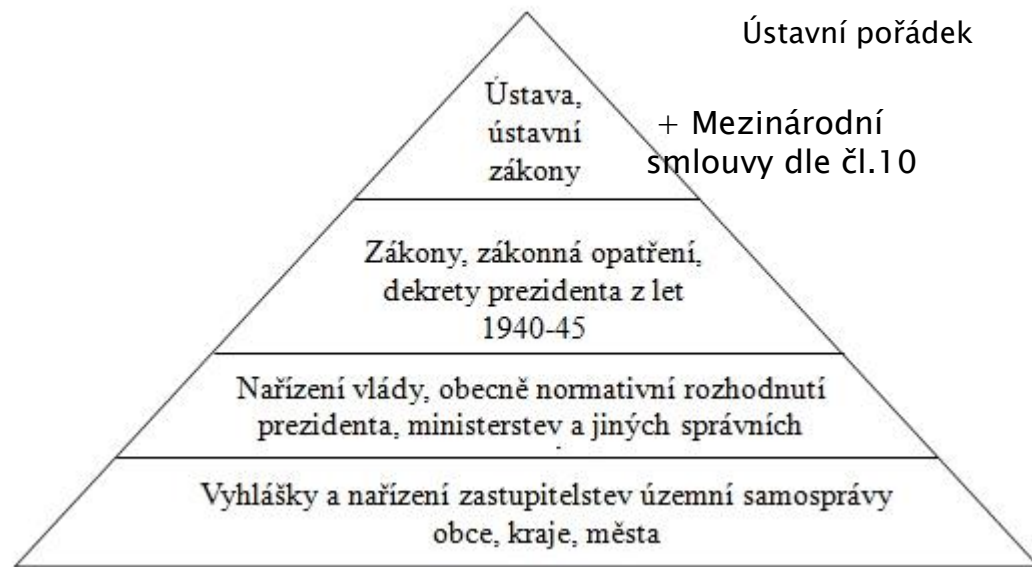 Ústavní pořádek
Ústava,
ústavní
zákony
+ Mezinárodní
smlouvy dle čl.10
Zákony, zákonná opatření,
dekrety prezidenta z let
1940-45
Nařízení vlády, obecně normativní rozhodnutí
prezidenta, ministerstev a jiných správních
Vyhlášky a nařízení zastupitelstev územní samosprávy
obce, kraje, města